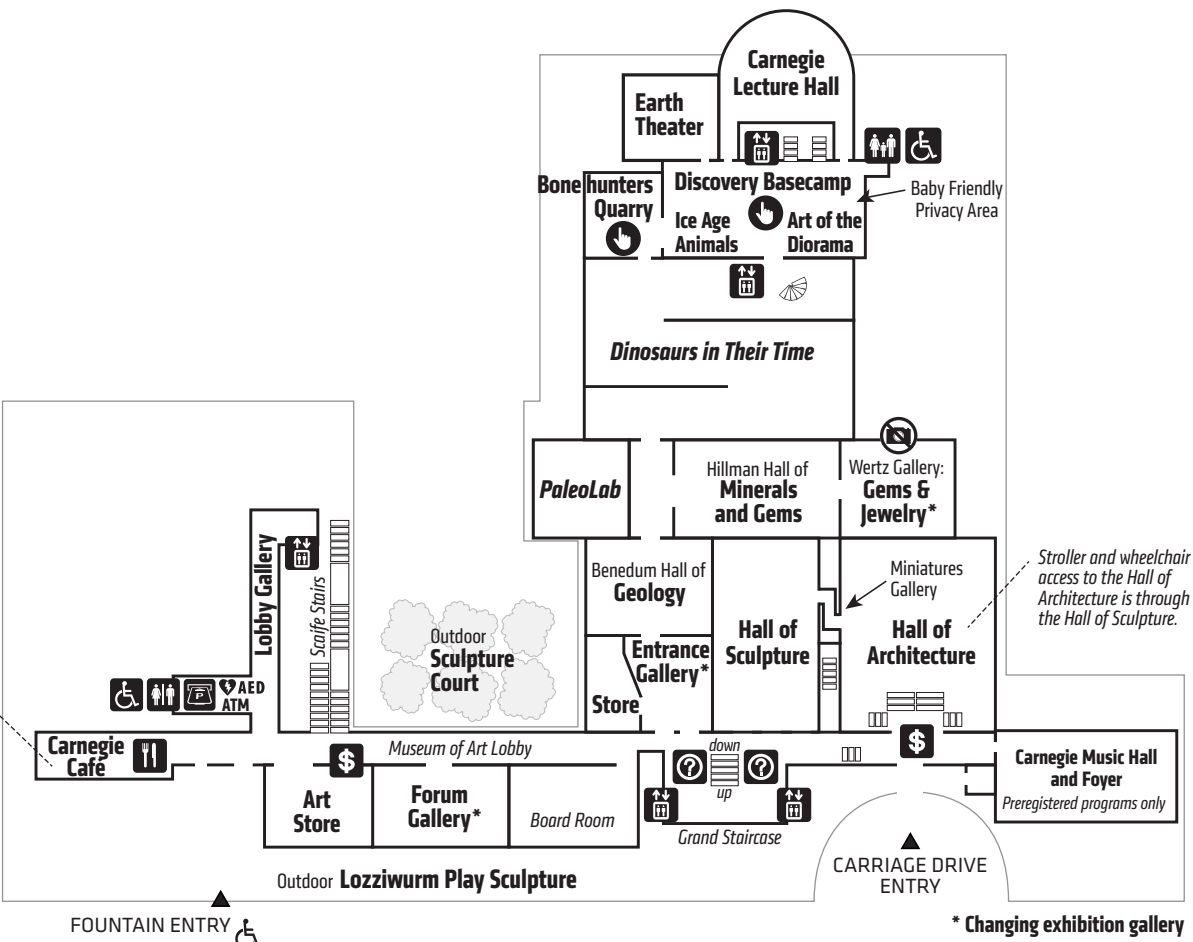 Carnegie
Lecture Hall
Earth
Theater
Bone hunters
Quarry
Discovery Basecamp
Ice Age
Animals
Art of the
Diorama
Baby Friendly
Privacy Area
Dinosaurs in Their Time
PaleoLab
Hillman Hall of
Minerals
and Gems
Wertz Gallery:
Gems &
Jewelry*
Benedum Hall of
Geology
Miniatures
Gallery
Stroller and wheelchair
access to the Hall of
Architecture is through
the Hall of Sculpture.
Hall of
Sculpture
Hall of
Architecture
Entrance
Gallery*
Store
Lobby Gallery
Scaife Stairs
Outdoor
Sculpture
Court
P
AED
ATM
Carnegie
Café
$
Museum of Art Lobby
Art
Store
Forum
Gallery*
Board Room
?
down
up
?
Grand Staircase
$
Carnegie Music Hall
and Foyer
Preregistered programs only
CARRIAGE DRIVE
ENTRY
Outdoor Lozziwurm Play Sculpture
FOUNTAIN ENTRY
* Changing exhibition gallery